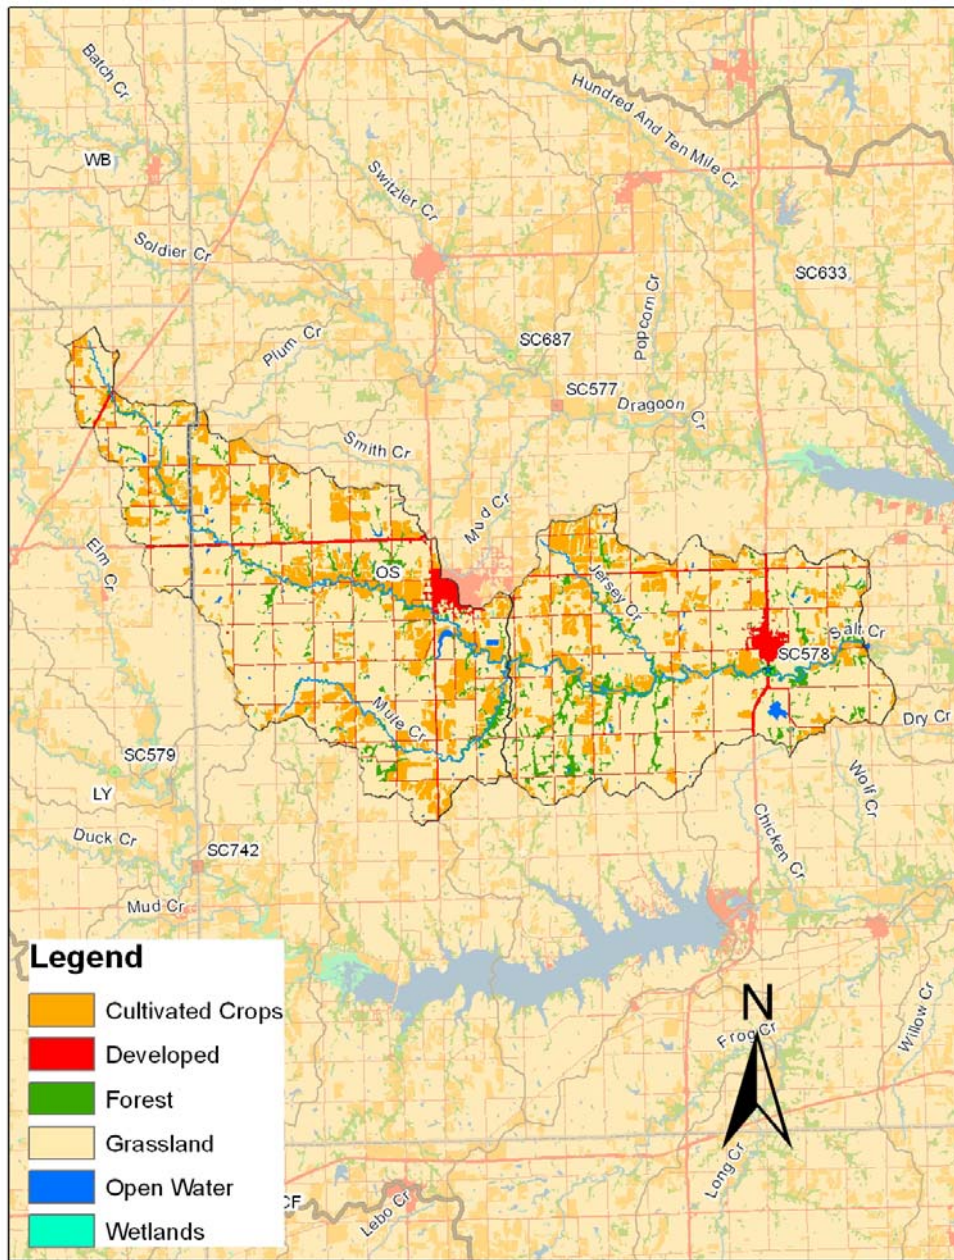 Batch Cr
Hundred And Ten Mile Cr
WB
Switzler Cr
Soldier Cr
SC633
Popcorn Cr
SC687
Plum Cr
SC577
Dragoon Cr
Smith Cr
Mud Cr
Elm Cr
OS
Jersey Cr
Salt Cr
SC578
Mule Cr
Dry Cr
SC579
Wolf Cr
LY
Chicken Cr
Duck Cr
SC742
Mud Cr
Legend
Cultivated Crops
Developed
Forest
Grassland
Open Water
Wetlands
N
Frog Cr
Willow Cr
Long Cr
CF
Lebo Cr